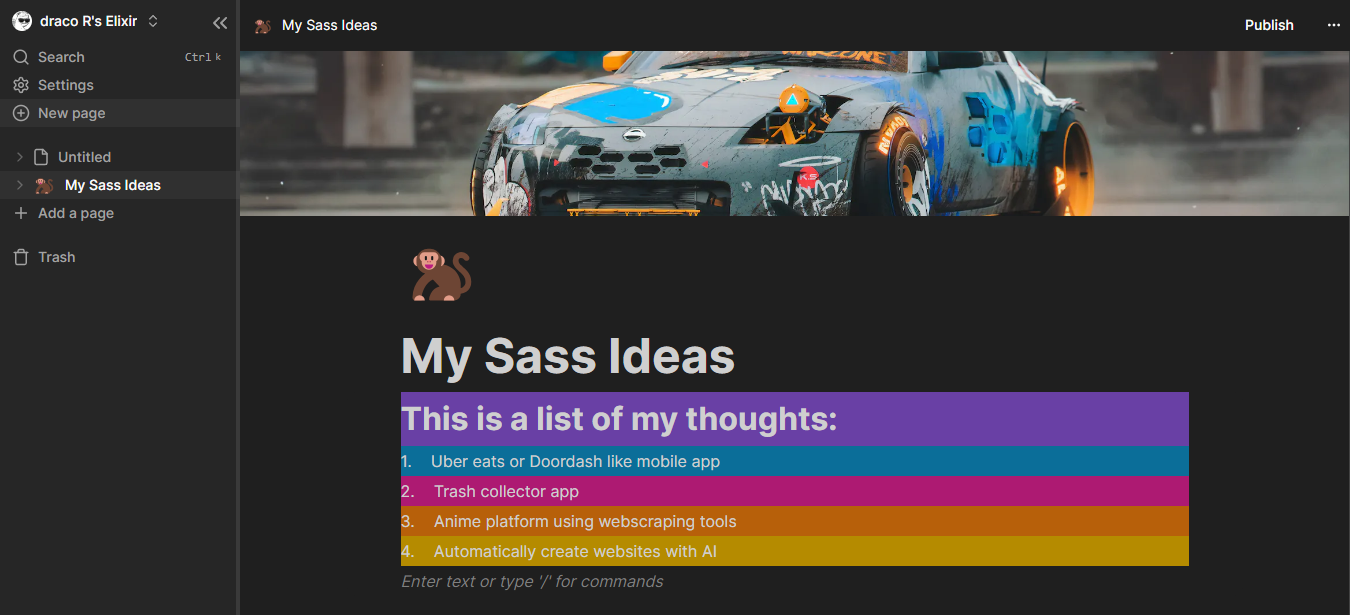 draco R's Elixir
Search Ctrl k
Settings
New page
Untitled
My Sass Ideas
Add a page
Trash
My Sass Ideas
Publish
K.S
My Sass Ideas
This is a list of my thoughts:
1. Uber eats or Doordash like mobile app
2. Trash collector app
3. Anime platform using webscraping tools
4. Automatically create websites with AI
Enter text or type '/' for commands